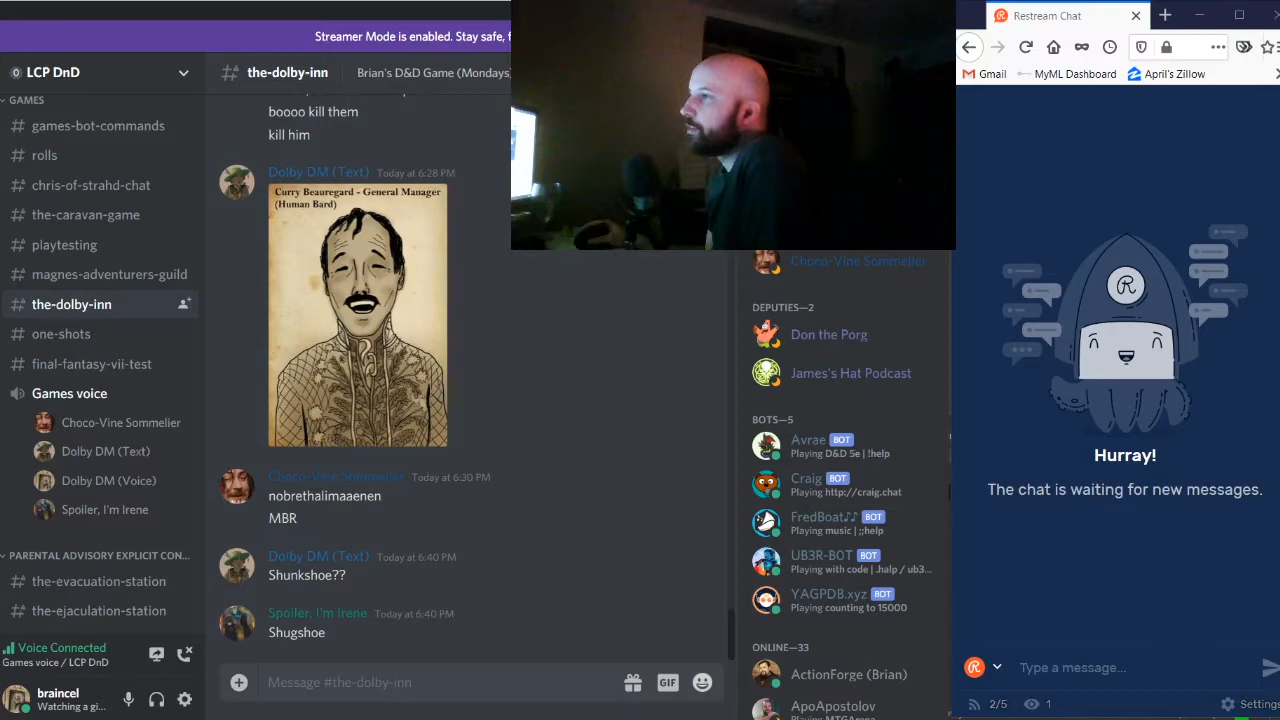 Streamer Mode is enabled. Stay safe, f
LCP DnD
GAMES
games-bot-commands
rolls
chris-of-strahd-chat
the-caravan-game
playtesting
magnes-adventurers-guild
the-dolby-inn
one-shots
final-fantasy-vii-test
Games voice
Choco-Vine Sommelier
Dolby DM (Text)
Dolby DM (Voice)
Spoiler, I'm Irene
PARENTAL ADVISORY EXPLICIT CON...
the-evacuation-station
the-ejaculation-station
Voice Connected
Games voice / LCP DnD
braincel
Watching a gi...
the-dolby-inn
Brian's D&D Game (Mondays)
boooo kill them
kill him
Dolby DM (Text) Today at 6:28 PM
Curry Beauregard - General Manager
(Human Bard)
Choco-Vine Sommelier Today at 6:30 PM
nobrethalimaaenen
MBR
Dolby DM (Text) Today at 6:40 PM
Shunkshoe??
Spoiler, I'm Irene Today at 6:40 PM
Shugshoe
Message #the-dolby-inn
GIF
Choco-Vine Sommelier
DEPUTIES—2
Don the Porg
James's Hat Podcast
BOTS—5
Avrae BOT
Playing D&D 5e | !help
Craig BOT
Playing http://craig.chat
FredBoat♪♪ BOT
Playing music | ;;help
UB3R-B0T BOT
Playing with code | .halp / ub3...
YAGPDB.xyz BOT
Playing counting to 15000
ONLINE—33
ActionForge (Brian)
ApoApostolov
Playing MTGArena
Restream Chat
Gmail
MyML Dashboard
April's Zillow
Hurray!
The chat is waiting for new messages.
Type a message...
2/5
1
Settings